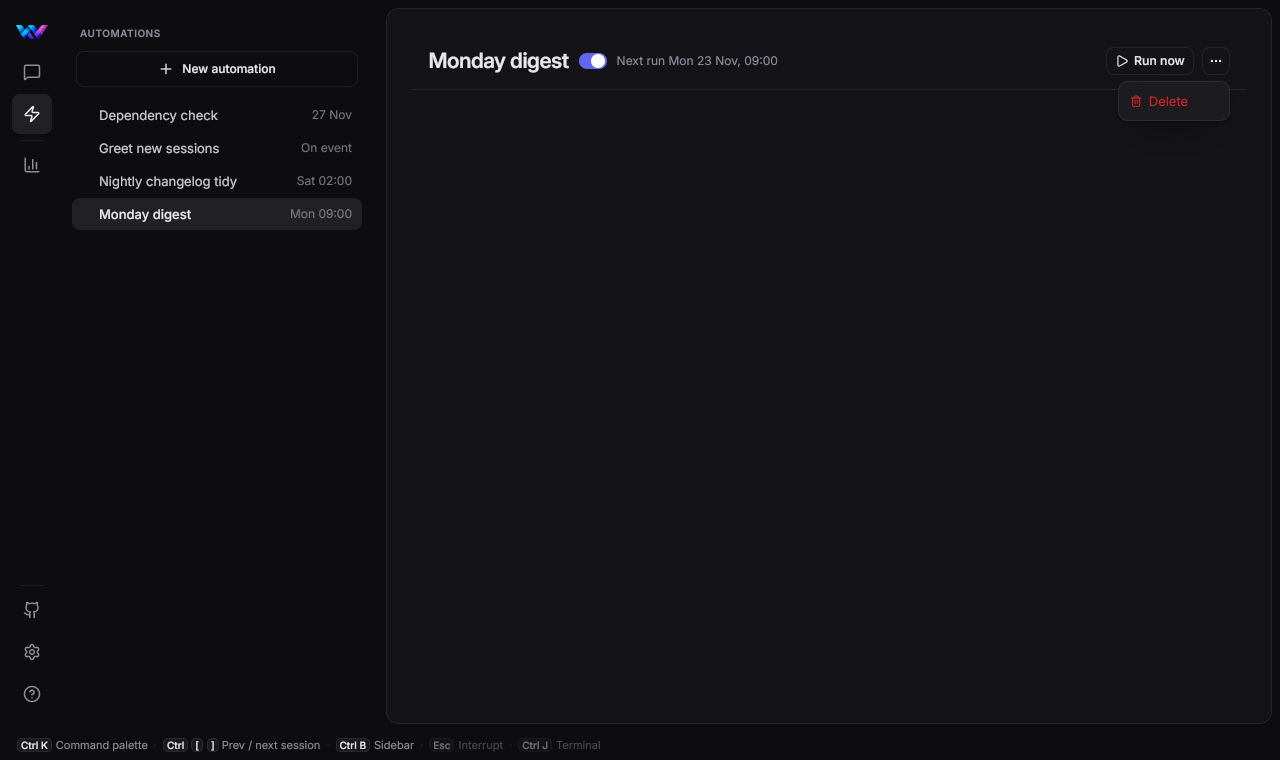 AUTOMATIONS
New automation
Dependency check 27 Nov
Greet new sessions On event
Nightly changelog tidy Sat 02:00
Monday digest Mon 09:00
Monday digest Next run Mon 23 Nov, 09:00 Run now
Delete
Ctrl K Command palette · Ctrl [ ] Prev / next session · Ctrl B Sidebar · Esc Interrupt · Ctrl J Terminal